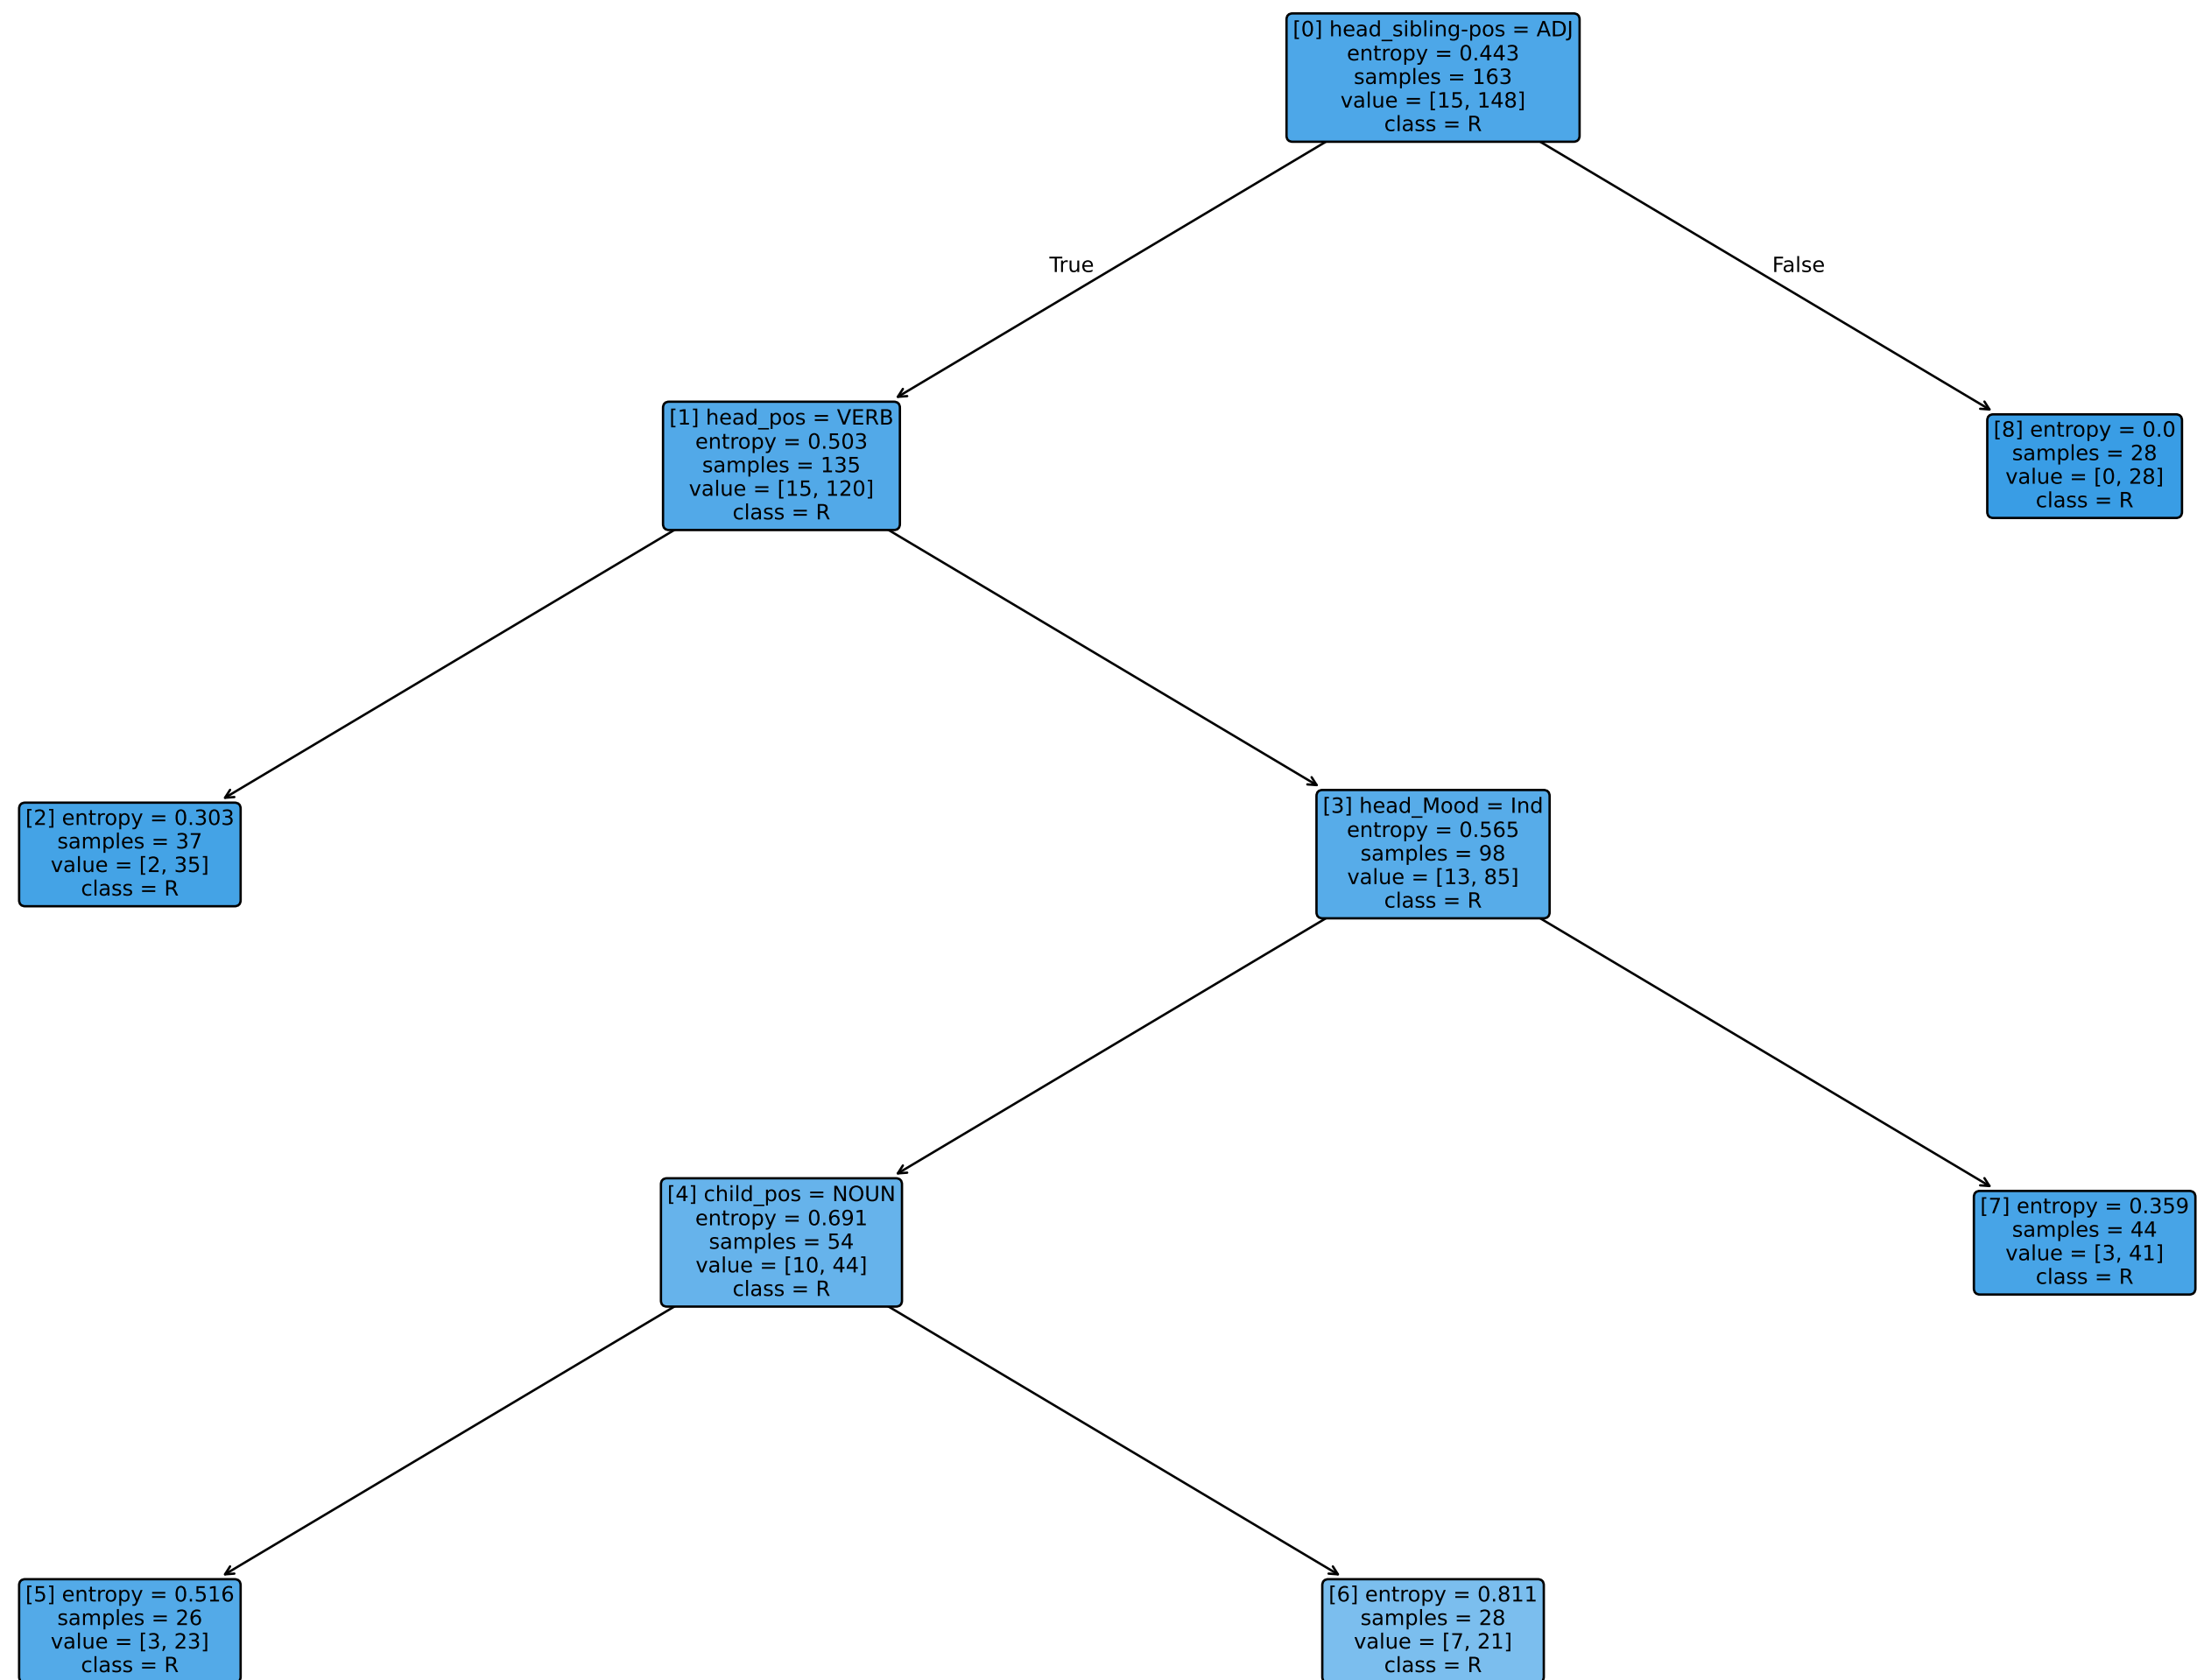 [0] head_sibling-pos = ADJ
entropy = 0.443
samples = 163
value = [15, 148]
class = R
True
False
[1] head_pos = VERB
entropy = 0.503
samples = 135
value = [15, 120]
class = R
[8] entropy = 0.0
samples = 28
value = [0, 28]
class = R
[2] entropy = 0.303
samples = 37
value = [2, 35]
class = R
[3] head_Mood = Ind
entropy = 0.565
samples = 98
value = [13, 85]
class = R
[4] child_pos = NOUN
entropy = 0.691
samples = 54
value = [10, 44]
class = R
[7] entropy = 0.359
samples = 44
value = [3, 41]
class = R
[5] entropy = 0.516
samples = 26
value = [3, 23]
class = R
[6] entropy = 0.811
samples = 28
value = [7, 21]
class = R